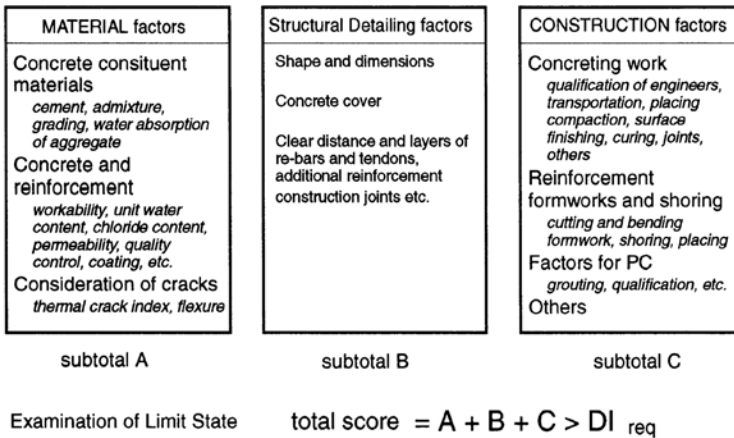 MATERIAL factors
Concrete consituent
materials
cement, admixture,
grading, water absorption
of aggregate
Concrete and
reinforcement
workability, unit water
content, chloride content,
permeability, quality
control, coating, etc.
Consideration of cracks
thermal crack index, flexure
subtotal A
Structural Detailing factors
Shape and dimensions
Concrete cover
Clear distance and layers of
re-bars and tendons,
additional reinforcement
construction joints etc.
subtotal B
CONSTRUCTION factors
Concreting work
qualification of engineers,
transportation, placing
compaction, surface
finishing, curing, joints,
others
Reinforcement
formworks and shoring
cutting and bending
formwork, shoring, placing
Factors for PC
grouting, qualification, etc.
Others
subtotal C
Examination of Limit State total score = A + B + C > DI req